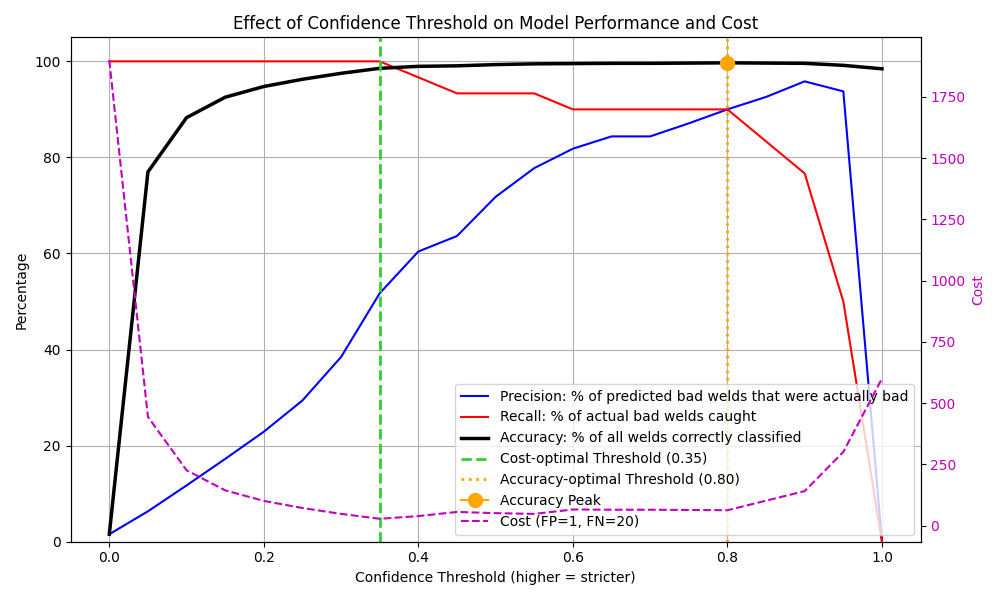 Effect of Confidence Threshold on Model Performance and Cost
100
80
60
40
20
0
Percentage
1750
1500
1250
1000
750
500
250
0
Cost
Precision: % of predicted bad welds that were actually bad
Recall: % of actual bad welds caught
Accuracy: % of all welds correctly classified
Cost-optimal Threshold (0.35)
Accuracy-optimal Threshold (0.80)
Accuracy Peak
Cost (FP=1, FN=20)
0.0
0.2
0.4
0.6
0.8
1.0
Confidence Threshold (higher = stricter)